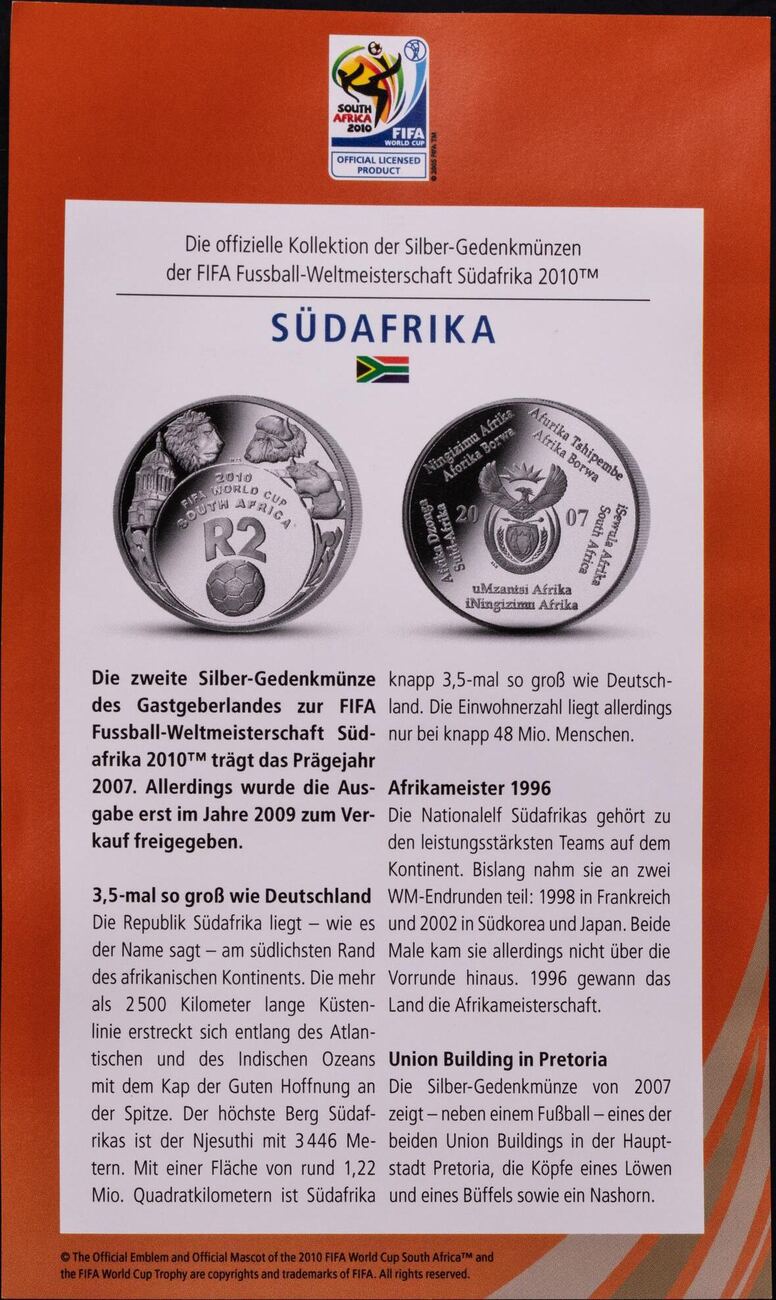 SOUTH
AFRICA
2010
FIFA
WORLD CUP
OFFICIAL LICENSED
PRODUCT
Die offizielle Kollektion der Silber-Gedenkmünzen
der FIFA Fussball-Weltmeisterschaft Südafrika 2010™
SÜDAFRIKA
2010
FIFA WORLD CUP
SOUTH AFRICA
R2
Ningizimu Afrika
Aforika Borwa
Afurika Tshipembe
Afrika Borwa
Afrika Dzonga
Suid-Afrika
20 07
iSewula Afrika
South Africa
uMzantsi Afrika
iNingizimu Afrika
Die zweite Silber-Gedenkmünze
des Gastgeberlandes zur FIFA
Fussball-Weltmeisterschaft Süd-
afrika 2010™ trägt das Prägejahr
2007. Allerdings wurde die Aus-
gabe erst im Jahre 2009 zum Ver-
kauf freigegeben.
3,5-mal so groß wie Deutschland
Die Republik Südafrika liegt – wie es
der Name sagt – am südlichsten Rand
des afrikanischen Kontinents. Die mehr
als 2500 Kilometer lange Küsten-
linie erstreckt sich entlang des Atlan-
tischen und des Indischen Ozeans
mit dem Kap der Guten Hoffnung an
der Spitze. Der höchste Berg Südaf-
rikas ist der Njesuthi mit 3446 Me-
tern. Mit einer Fläche von rund 1,22
Mio. Quadratkilometern ist Südafrika
knapp 3,5-mal so groß wie Deutsch-
land. Die Einwohnerzahl liegt allerdings
nur bei knapp 48 Mio. Menschen.
Afrikameister 1996
Die Nationalelf Südafrikas gehört zu
den leistungsstärksten Teams auf dem
Kontinent. Bislang nahm sie an zwei
WM-Endrunden teil: 1998 in Frankreich
und 2002 in Südkorea und Japan. Beide
Male kam sie allerdings nicht über die
Vorrunde hinaus. 1996 gewann das
Land die Afrikameisterschaft.
Union Building in Pretoria
Die Silber-Gedenkmünze von 2007
zeigt – neben einem Fußball – eines der
beiden Union Buildings in der Haupt-
stadt Pretoria, die Köpfe eines Löwen
und eines Büffels sowie ein Nashorn.
© The Official Emblem and Official Mascot of the 2010 FIFA World Cup South Africa™ and
the FIFA World Cup Trophy are copyrights and trademarks of FIFA. All rights reserved.